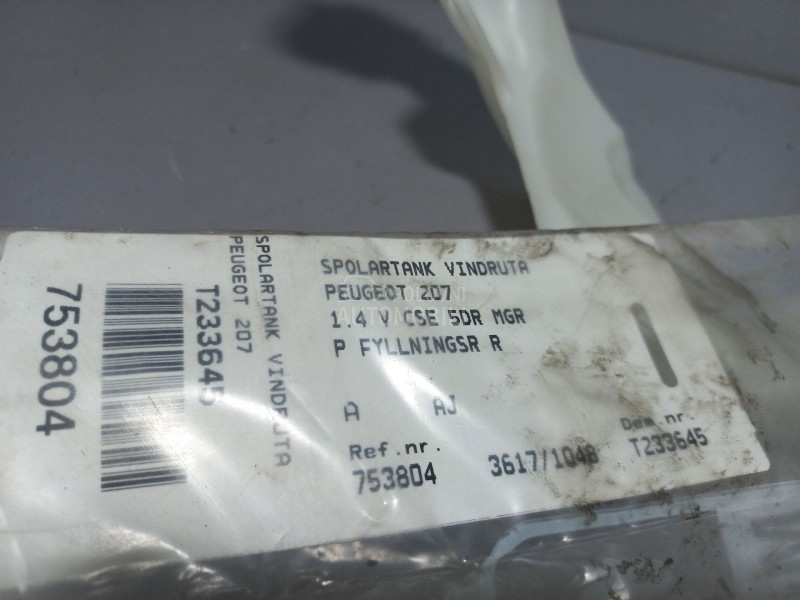 753804
T233645
PEUGEOT 207
SPOLARTANK VINDRUTA
SPOLARTANK VINDRUTA
PEUGEOT 207
1.4 V CSE 5DR MGR
P FYLLNINGSR R
A AJ
Ref.nr. Dem.nr.
753804 3617/1048 T233645